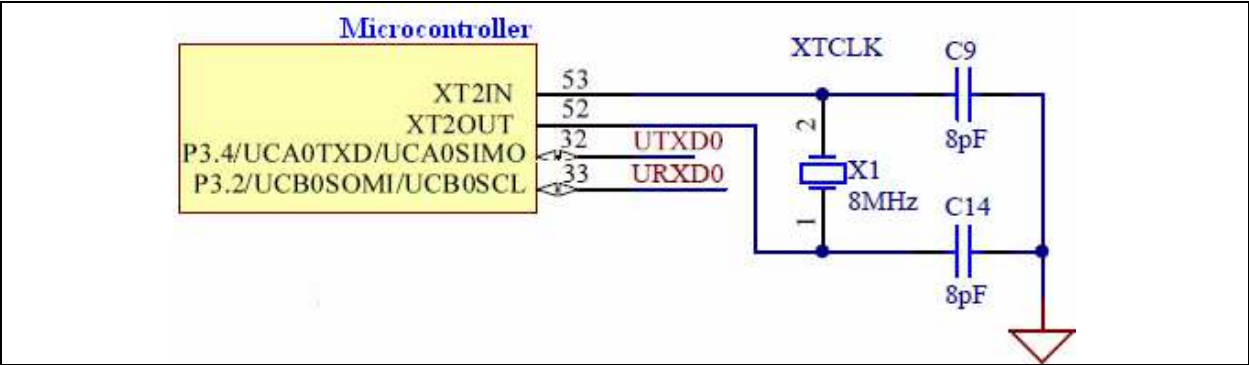 Microcontroller
XTCLK
C9
XT2IN 53
8pF
XT2OUT 52
2
P3.4/UCA0TXD/UCA0SIMO 32 UTXD0
P3.2/UCB0SOMI/UCB0SCL 33 URXD0
X1
8MHz
1
C14
8pF